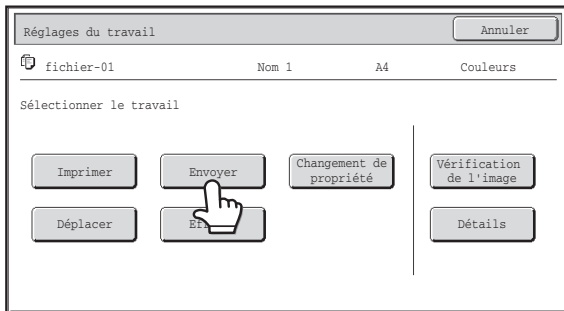 Réglages du travail
Annuler
fichier-01 Nom 1 A4 Couleurs
Sélectionner le travail
Imprimer
Envoyer
Changement de
propriété
Vérification
de l'image
Déplacer
Détails